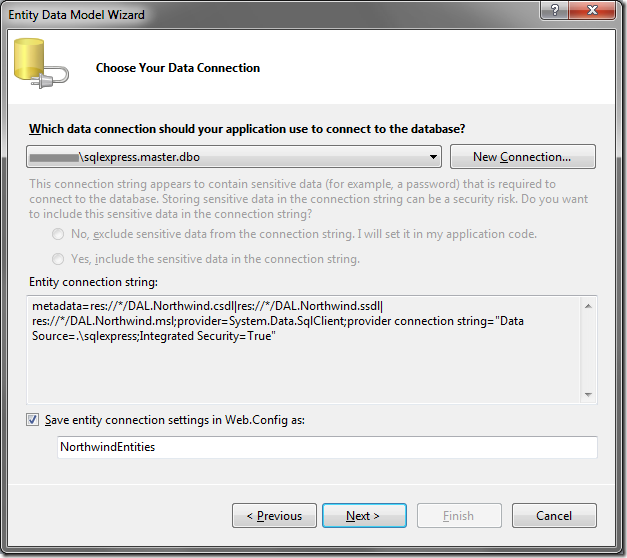 Entity Data Model Wizard
?
Choose Your Data Connection
Which data connection should your application use to connect to the database?
\sqlexpress.master.dbo
New Connection...
This connection string appears to contain sensitive data (for example, a password) that is required to
connect to the database. Storing sensitive data in the connection string can be a security risk. Do you want
to include this sensitive data in the connection string?
No, exclude sensitive data from the connection string. I will set it in my application code.
Yes, include the sensitive data in the connection string.
Entity connection string:
metadata=res://*/DAL.Northwind.csdl|res://*/DAL.Northwind.ssdl|
res://*/DAL.Northwind.msl;provider=System.Data.SqlClient;provider connection string="Data
Source=.\sqlexpress;Integrated Security=True"
Save entity connection settings in Web.Config as:
NorthwindEntities
< Previous
Next >
Finish
Cancel